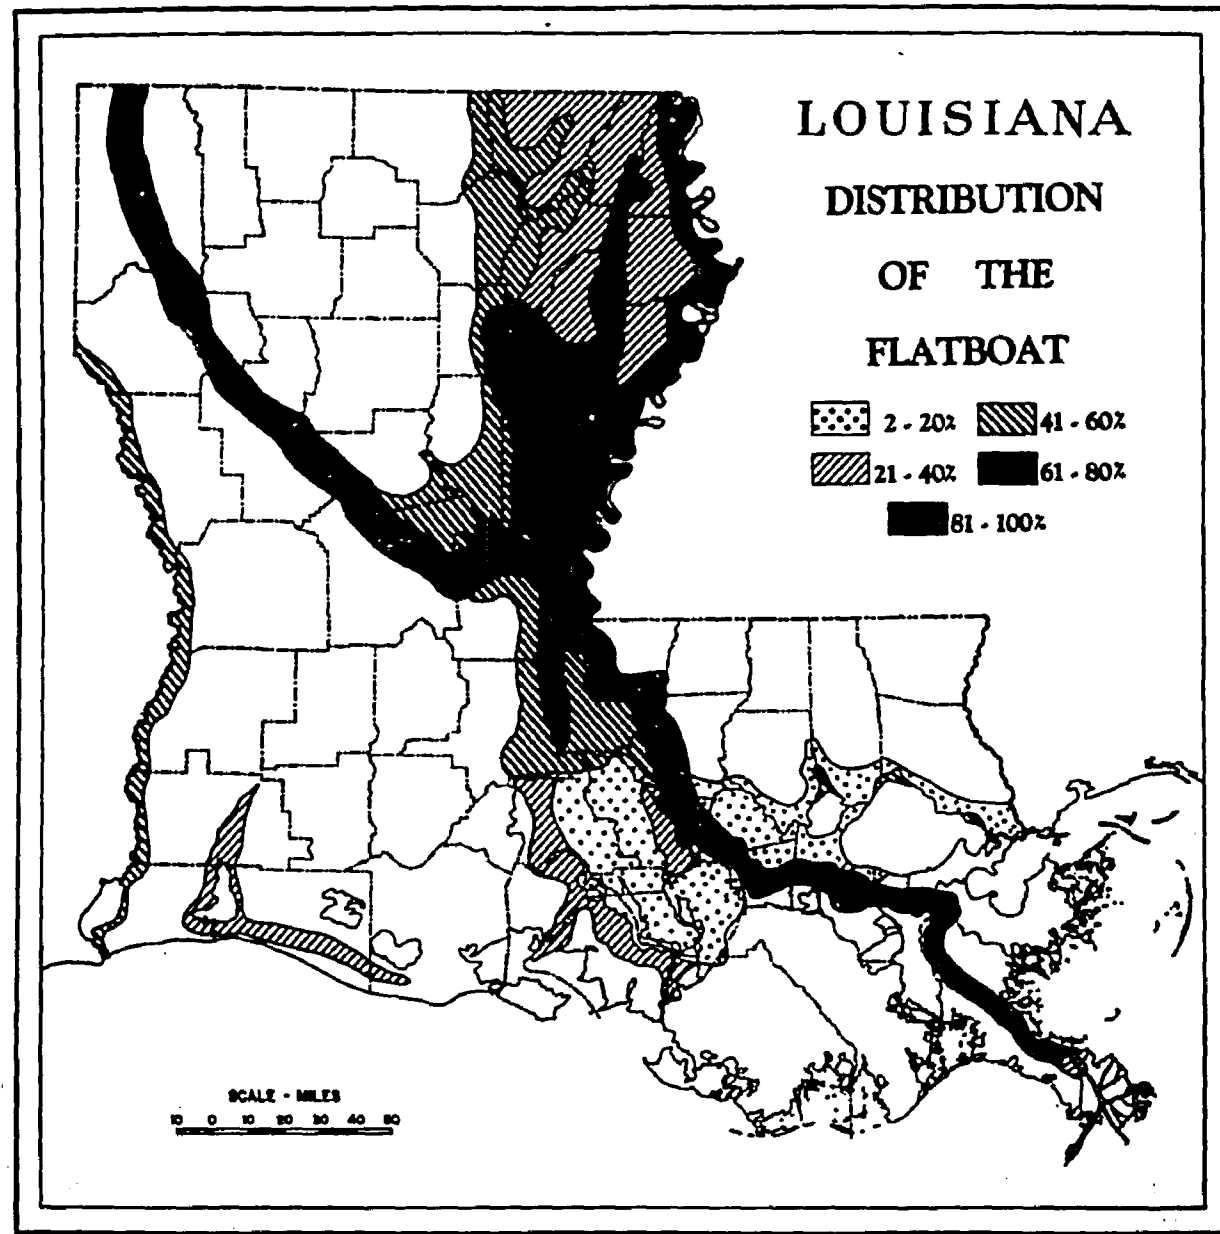 LOUISIANA
DISTRIBUTION
OF THE
FLATBOAT
2 - 20% 41 - 60%
21 - 40% 61 - 80%
81 - 100%
SCALE - MILES
10 0 10 20 30 40 50